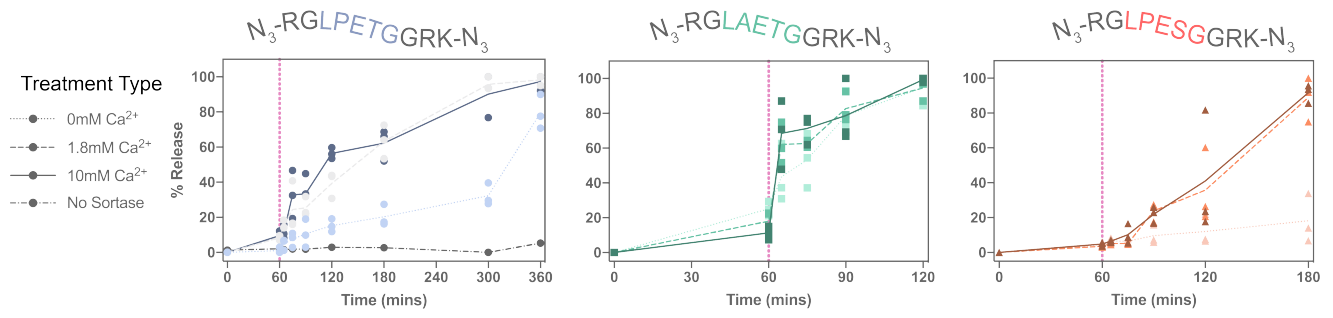 N3-RGLPETGGRK-N3
N3-RGLAETGGRK-N3
N3-RGLPESGGRK-N3
Treatment Type
0mM Ca2+
1.8mM Ca2+
10mM Ca2+
No Sortase
% Release
100
80
60
40
20
0
0 60 120 180 240 300 360
Time (mins)
100
80
60
40
20
0
0 30 60 90 120
Time (mins)
100
80
60
40
20
0
0 60 120 180
Time (mins)